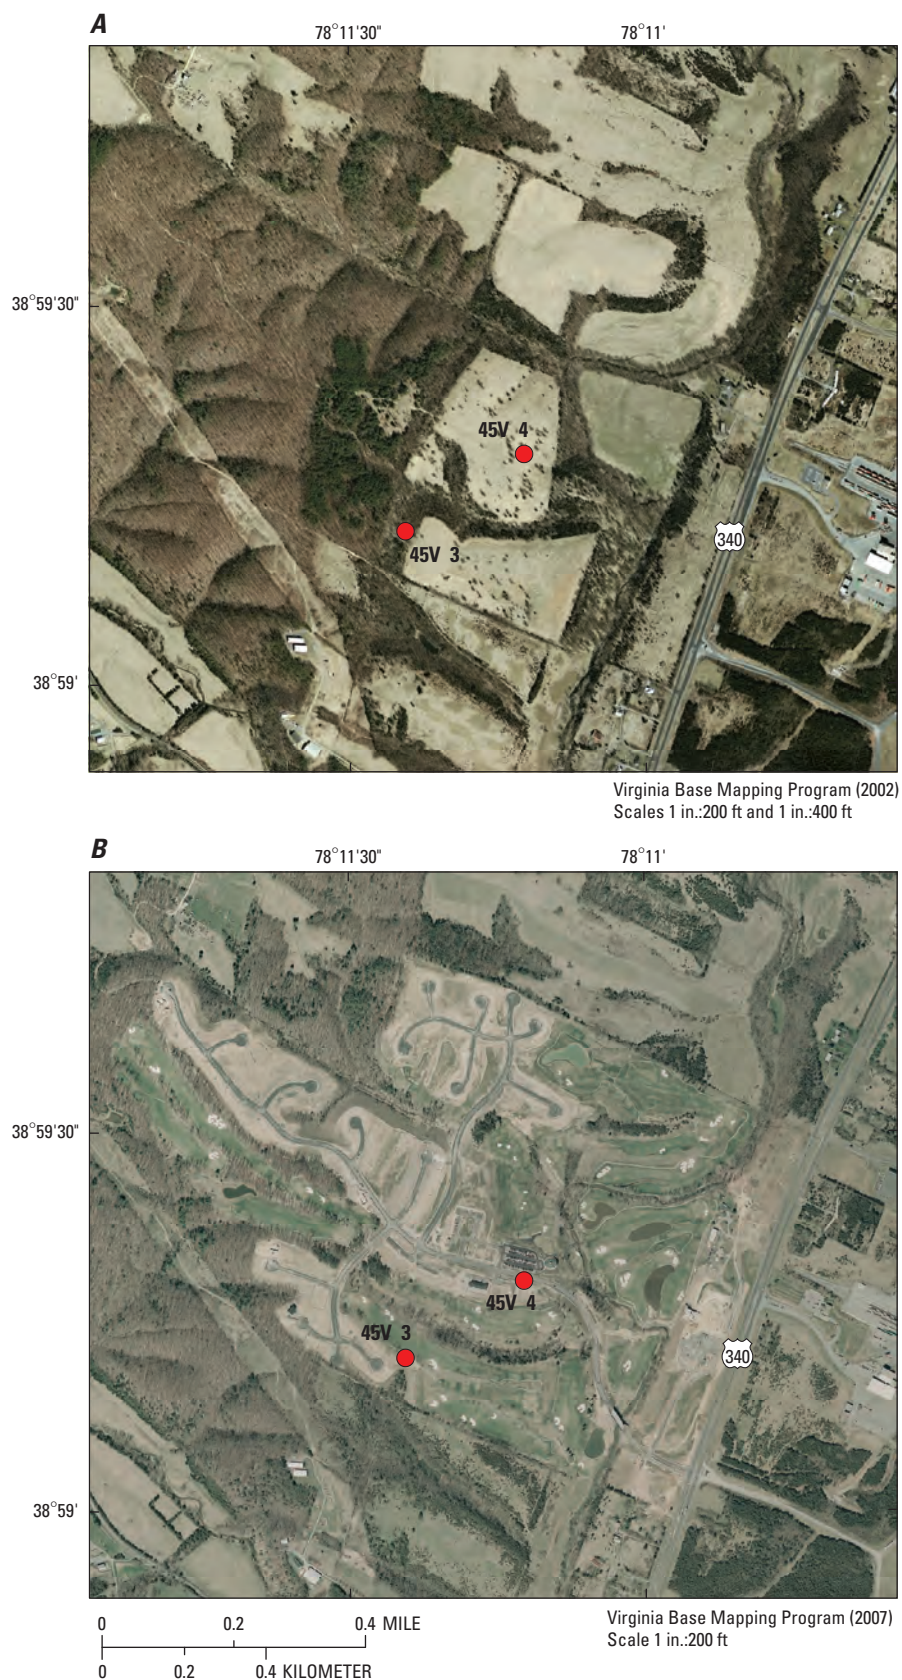 A
78°11'30" 78°11'
38°59'30"
45V 4
45V 3
340
38°59'
Virginia Base Mapping Program (2002)
Scales 1 in.:200 ft and 1 in.:400 ft
B
78°11'30" 78°11'
38°59'30"
45V 4
45V 3
340
38°59'
0 0.2 0.4 MILE
0 0.2 0.4 KILOMETER
Virginia Base Mapping Program (2007)
Scale 1 in.:200 ft